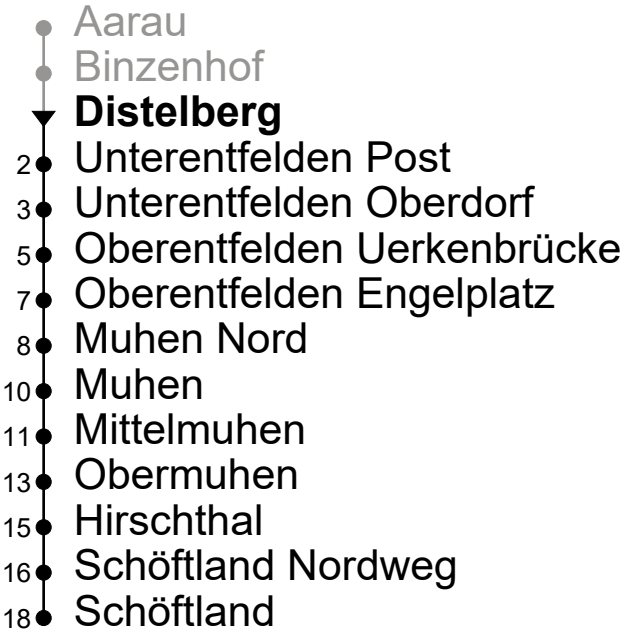 Aarau
Binzenhof
Distelberg
2 Unterentfelden Post
3 Unterentfelden Oberdorf
5 Oberentfelden Uerkenbrücke
7 Oberentfelden Engelplatz
8 Muhen Nord
10 Muhen
11 Mittelmuhen
13 Obermuhen
15 Hirschthal
16 Schöftland Nordweg
18 Schöftland